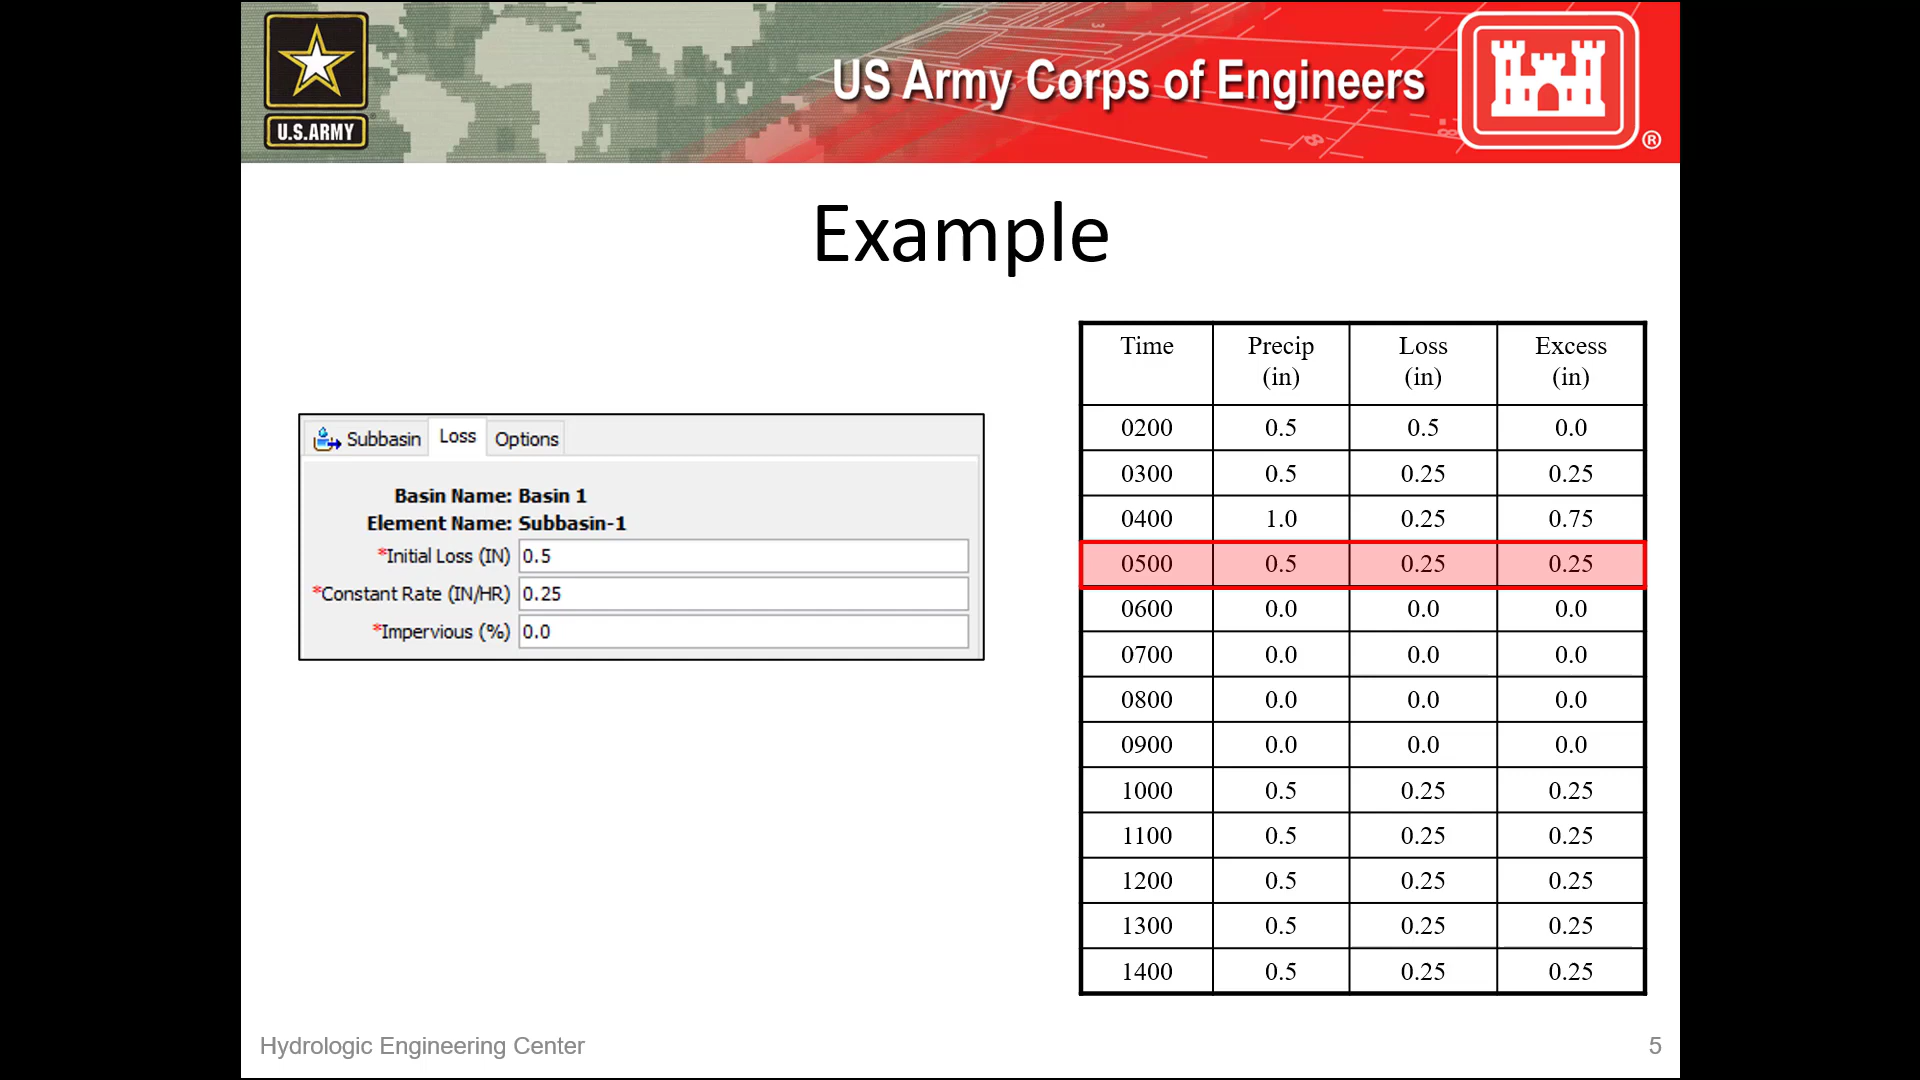 U.S.ARMY
US Army Corps of Engineers
®
Example
Subbasin Loss Options
Basin Name: Basin 1
Element Name: Subbasin-1
*Initial Loss (IN) 0.5
*Constant Rate (IN/HR) 0.25
*Impervious (%) 0.0
Time Precip Loss Excess
(in) (in) (in)
0200 0.5 0.5 0.0
0300 0.5 0.25 0.25
0400 1.0 0.25 0.75
0500 0.5 0.25 0.25
0600 0.0 0.0 0.0
0700 0.0 0.0 0.0
0800 0.0 0.0 0.0
0900 0.0 0.0 0.0
1000 0.5 0.25 0.25
1100 0.5 0.25 0.25
1200 0.5 0.25 0.25
1300 0.5 0.25 0.25
1400 0.5 0.25 0.25
Hydrologic Engineering Center
5